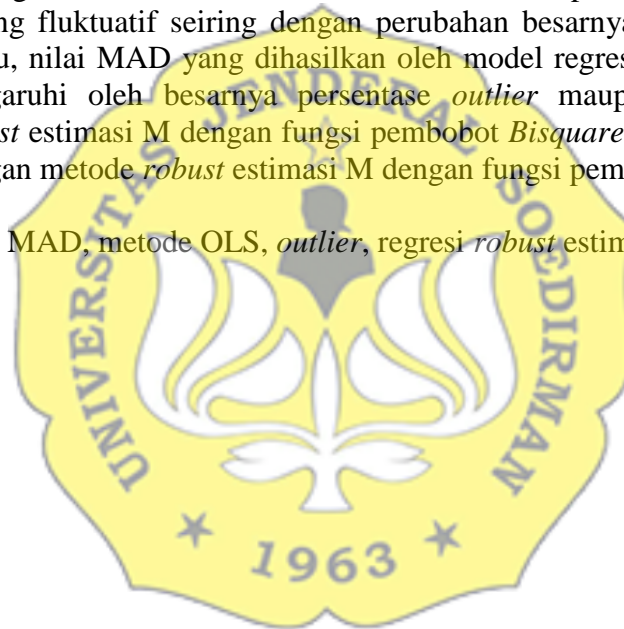 ng fluktuatif seiring dengan perubahan besarnya
u, nilai MAD yang dihasilkan oleh model regres
garuhi oleh besarnya persentase outlier maup
st estimasi M dengan fungsi pembobot Bisquare
gan metode robust estimasi M dengan fungsi pem
MAD, metode OLS, outlier, regresi robust estim
UNIVERSITAS JENDERAL SOEDIRMAN
1963